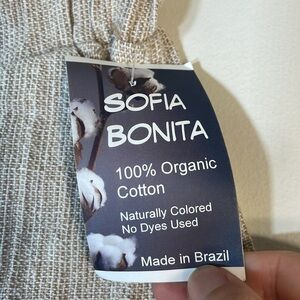 SOFIA
BONITA
100% Organic
Cotton
Naturally Colored
No Dyes Used
Made in Brazil